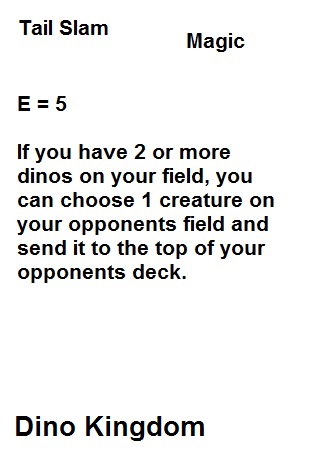 Tail Slam
Magic
E = 5
If you have 2 or more
dinos on your field, you
can choose 1 creature on
your opponents field and
send it to the top of your
opponents deck.
Dino Kingdom